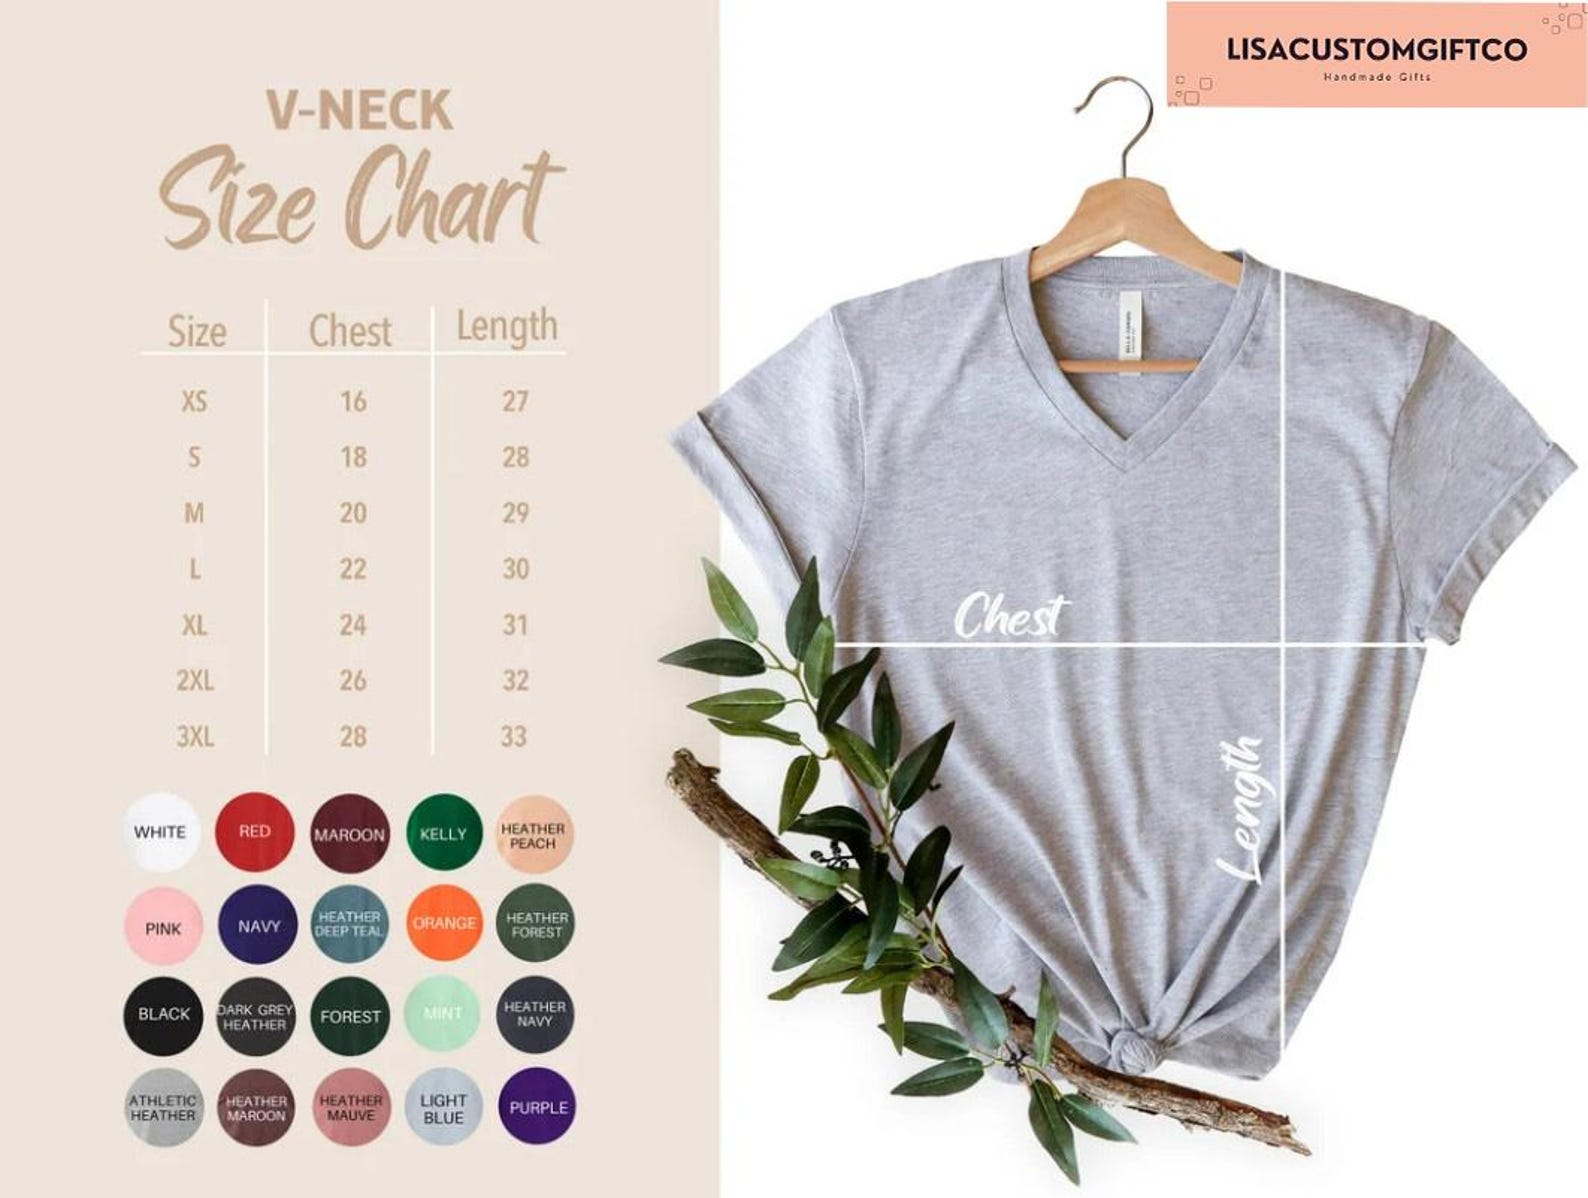 LISACUSTOMGIFTCO
Handmade Gifts
V-NECK
Size Chart
Size Chest Length
XS 16 27
S 18 28
M 20 29
L 22 30
XL 24 31
2XL 26 32
3XL 28 33
WHITE
RED
MAROON
KELLY
HEATHER
PEACH
PINK
NAVY
HEATHER
DEEP TEAL
ORANGE
HEATHER
FOREST
BLACK
DARK GREY
HEATHER
FOREST
MINT
HEATHER
NAVY
ATHLETIC
HEATHER
HEATHER
MAROON
HEATHER
MAUVE
LIGHT
BLUE
PURPLE
Chest
Length